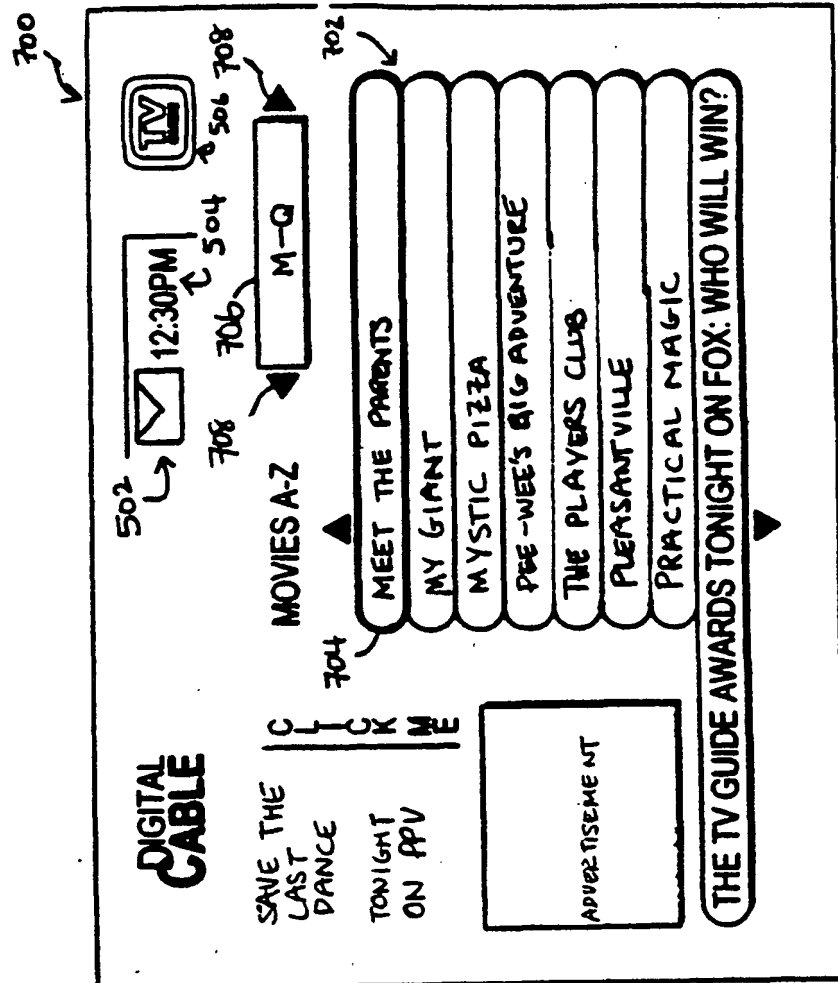 700
DIGITAL
CABLE
502
12:30PM
504
TV
GUIDE
506
SAVE THE
LAST
DANCE
TONIGHT
ON PPV
CLICK ME
MOVIES A-Z
708
706
M-Q
708
702
704
MEET THE PARENTS
MY GIANT
MYSTIC PIZZA
PEE-WEE'S BIG ADVENTURE
THE PLAYERS CLUB
PLEASANTVILLE
PRACTICAL MAGIC
ADVERTISEMENT
THE TV GUIDE AWARDS TONIGHT ON FOX: WHO WILL WIN?